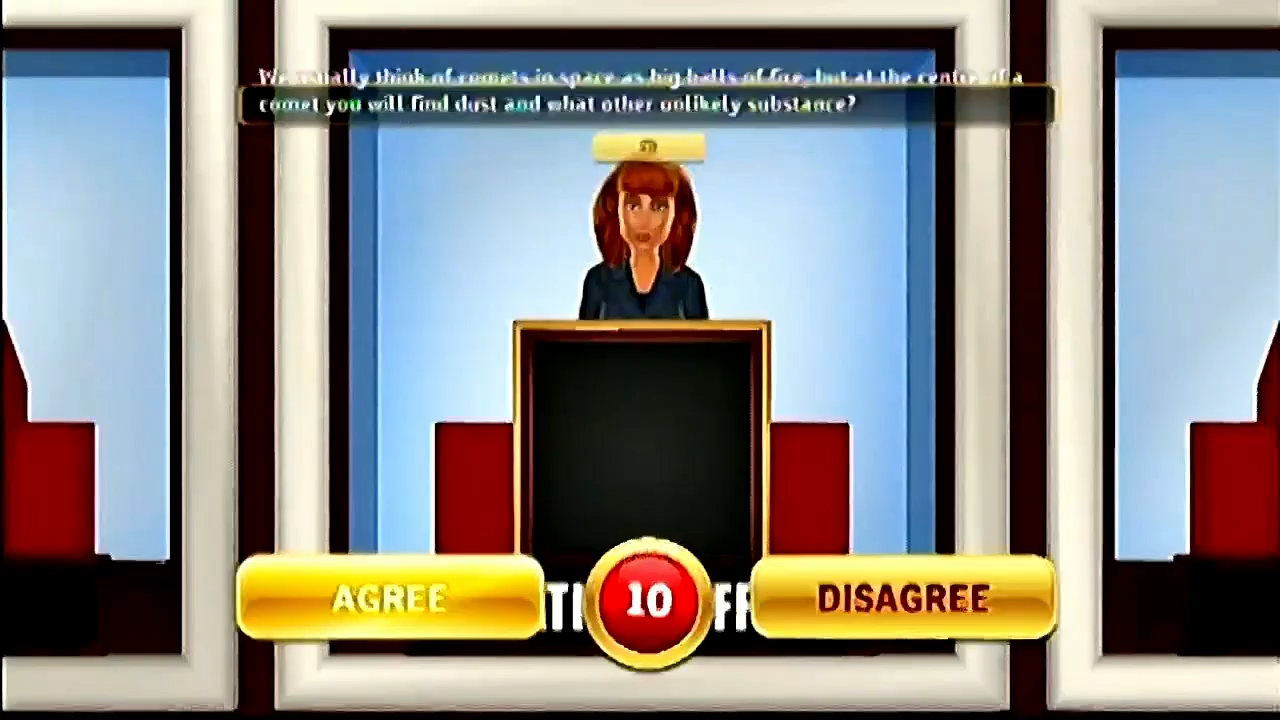 We usually think of comets in space as big balls of fire, but at the centre of a
comet you will find dust and what other unlikely substance?
AGREE
10
DISAGREE